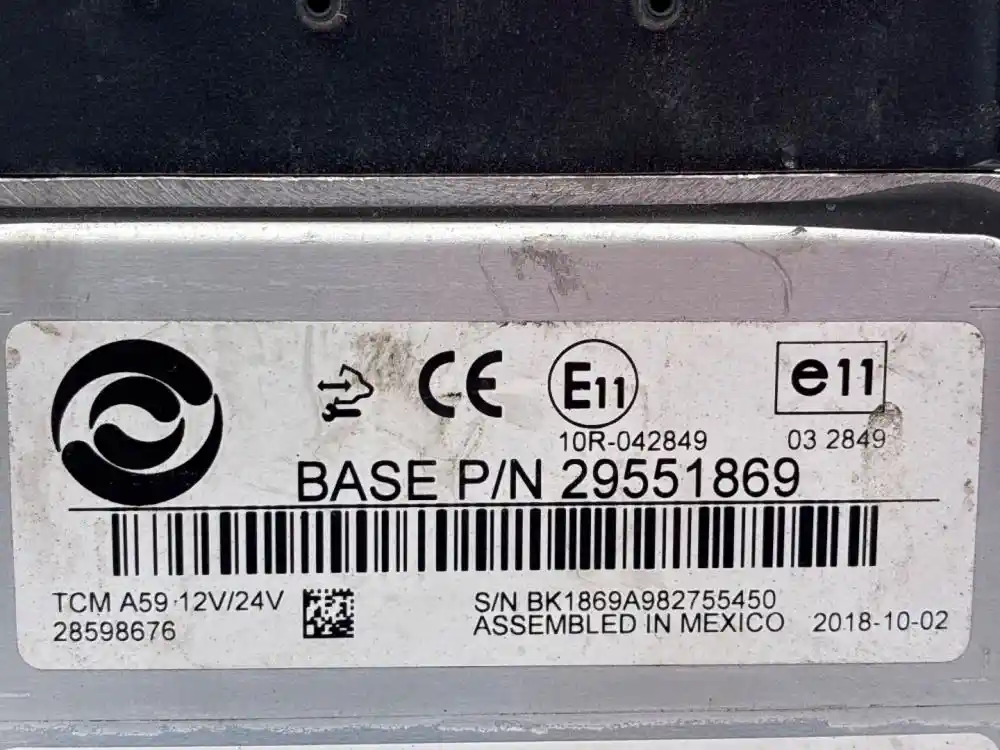 CE E11 e11
10R-042849 03 2849
BASE P/N 29551869
TCM A59 12V/24V
28598676
S/N BK1869A982755450
ASSEMBLED IN MEXICO 2018-10-02